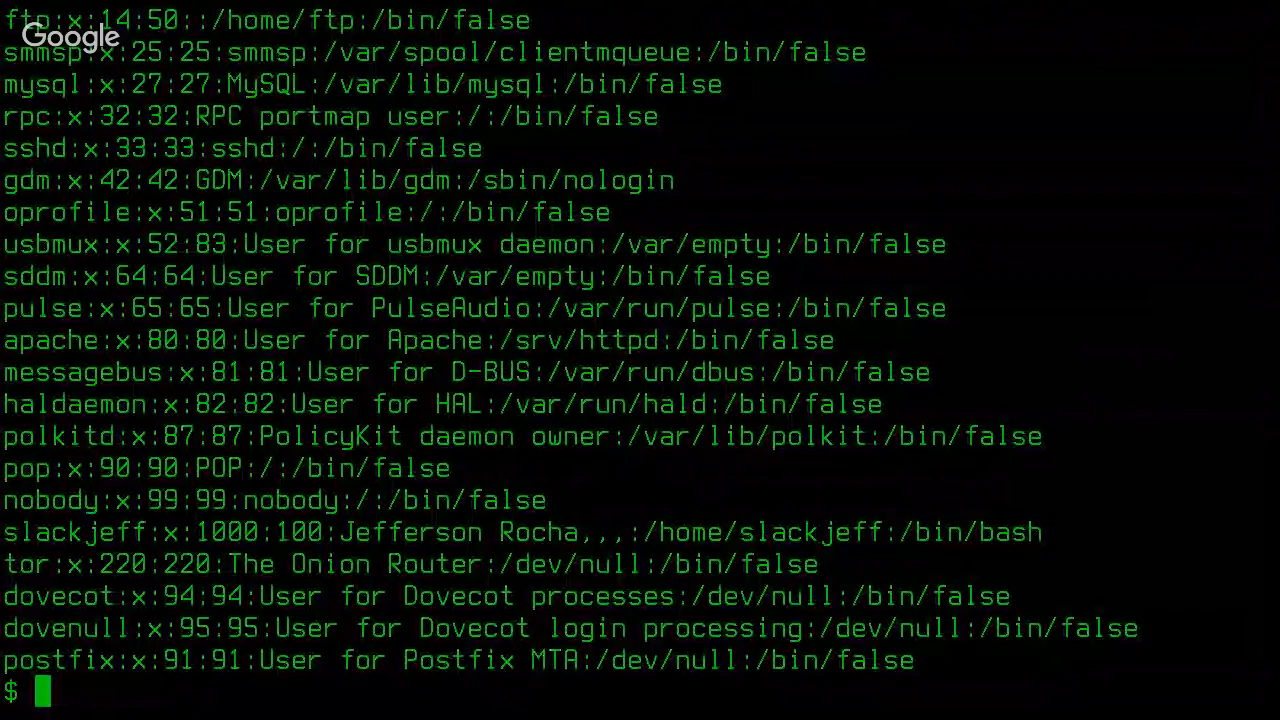 ftp:x:14:50::/home/ftp:/bin/false
Google
smmsp:x:25:25:smmsp:/var/spool/clientmqueue:/bin/false
mysql:x:27:27:MySQL:/var/lib/mysql:/bin/false
rpc:x:32:32:RPC portmap user:/:/bin/false
sshd:x:33:33:sshd:/:/bin/false
gdm:x:42:42:GDM:/var/lib/gdm:/sbin/nologin
oprofile:x:51:51:oprofile:/:/bin/false
usbmux:x:52:83:User for usbmux daemon:/var/empty:/bin/false
sddm:x:64:64:User for SDDM:/var/empty:/bin/false
pulse:x:65:65:User for PulseAudio:/var/run/pulse:/bin/false
apache:x:80:80:User for Apache:/srv/httpd:/bin/false
messagebus:x:81:81:User for D-BUS:/var/run/dbus:/bin/false
haldaemon:x:82:82:User for HAL:/var/run/hald:/bin/false
polkitd:x:87:87:PolicyKit daemon owner:/var/lib/polkit:/bin/false
pop:x:90:90:POP:/:/bin/false
nobody:x:99:99:nobody:/:/bin/false
slackjeff:x:1000:100:Jefferson Rocha,,,:/home/slackjeff:/bin/bash
tor:x:220:220:The Onion Router:/dev/null:/bin/false
dovecot:x:94:94:User for Dovecot processes:/dev/null:/bin/false
dovenull:x:95:95:User for Dovecot login processing:/dev/null:/bin/false
postfix:x:91:91:User for Postfix MTA:/dev/null:/bin/false
$